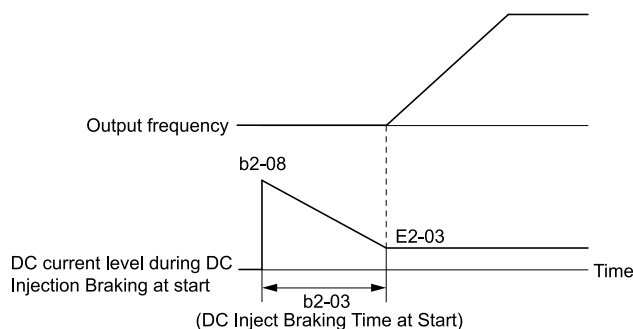 Output frequency
b2-08
E2-03
DC current level during DC
Injection Braking at start
Time
b2-03
(DC Inject Braking Time at Start)